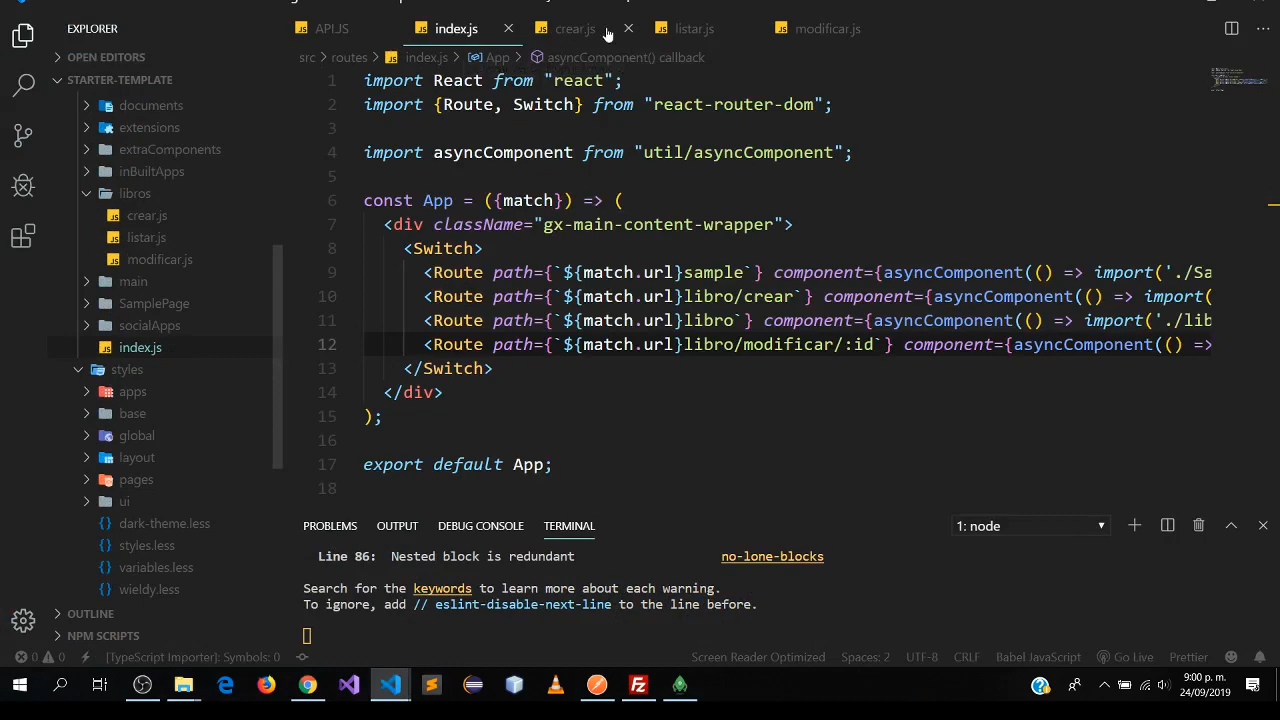 EXPLORER
API.JS
index.js
crear.js
listar.js
modificar.js
OPEN EDITORS
src
routes
index.js
App
asyncComponent() callback
STARTER-TEMPLATE
documents
extensions
extraComponents
inBuiltApps
libros
crear.js
listar.js
modificar.js
main
SamplePage
socialApps
index.js
styles
apps
base
global
layout
pages
ui
dark-theme.less
styles.less
variables.less
wieldy.less
OUTLINE
NPM SCRIPTS
1 import React from "react";
2 import {Route, Switch} from "react-router-dom";
3
4 import asyncComponent from "util/asyncComponent";
5
6 const App = ({match}) => (
7 <div className="gx-main-content-wrapper">
8 <Switch>
9 <Route path={`${match.url}sample`} component={asyncComponent(() => import('./Sa
10 <Route path={`${match.url}libro/crear`} component={asyncComponent(() => import(
11 <Route path={`${match.url}libro`} component={asyncComponent(() => import('./lib
12 <Route path={`${match.url}libro/modificar/:id`} component={asyncComponent(() =>
13 </Switch>
14 </div>
15 );
16
17 export default App;
18
PROBLEMS OUTPUT DEBUG CONSOLE TERMINAL 1: node
Line 86: Nested block is redundant no-lone-blocks
Search for the keywords to learn more about each warning.
To ignore, add // eslint-disable-next-line to the line before.
0 0 [TypeScript Importer]: Symbols: 0 Screen Reader Optimized Spaces: 2 UTF-8 CRLF Babel JavaScript Go Live Prettier
9:00 p. m.
24/09/2019